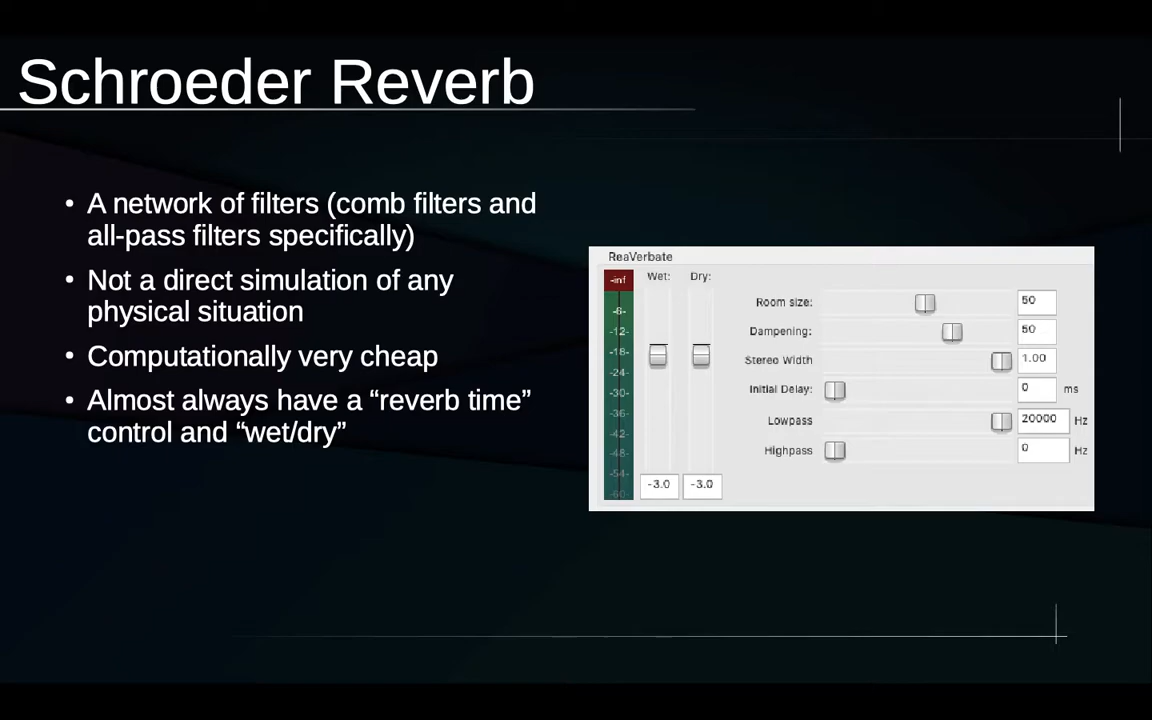 Schroeder Reverb
• A network of filters (comb filters and
all-pass filters specifically)
• Not a direct simulation of any
physical situation
• Computationally very cheap
• Almost always have a “reverb time”
control and “wet/dry”
ReaVerbate
-inf
Wet:
Dry:
-6-
-12-
-18-
-24-
-30-
-36-
-42-
-48-
-54-
-60-
-3.0
-3.0
Room size: 50
Dampening: 50
Stereo Width 1.00
Initial Delay: 0 ms
Lowpass 20000 Hz
Highpass 0 Hz